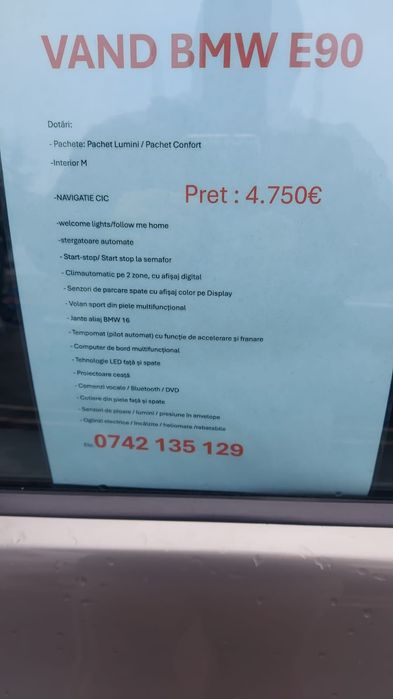 VAND BMW E90
Dotări:
- Pachete: Pachet Lumini / Pachet Confort
-Interior M
-NAVIGATIE CIC
Pret : 4.750€
-welcome lights/follow me home
-stergatoare automate
- Start-stop/ Start stop la semafor
- Climautomatic pe 2 zone, cu afișaj digital
- Senzori de parcare spate cu afișaj color pe Display
- Volan sport din piele multifuncțional
- Jante aliaj BMW 16
- Tempomat (pilot automat) cu funcție de accelerare și franare
- Computer de bord multifuncțional
- Tehnologie LED față și spate
- Proiectoare ceață
- Comenzi vocale / Bluetooth / DVD
- Cotiere din piele față și spate
- Senzori de ploaie / lumini / presiune în anvelope
- Oglinzi electrice / încălzite / heliomate /rabatabile
0742 135 129